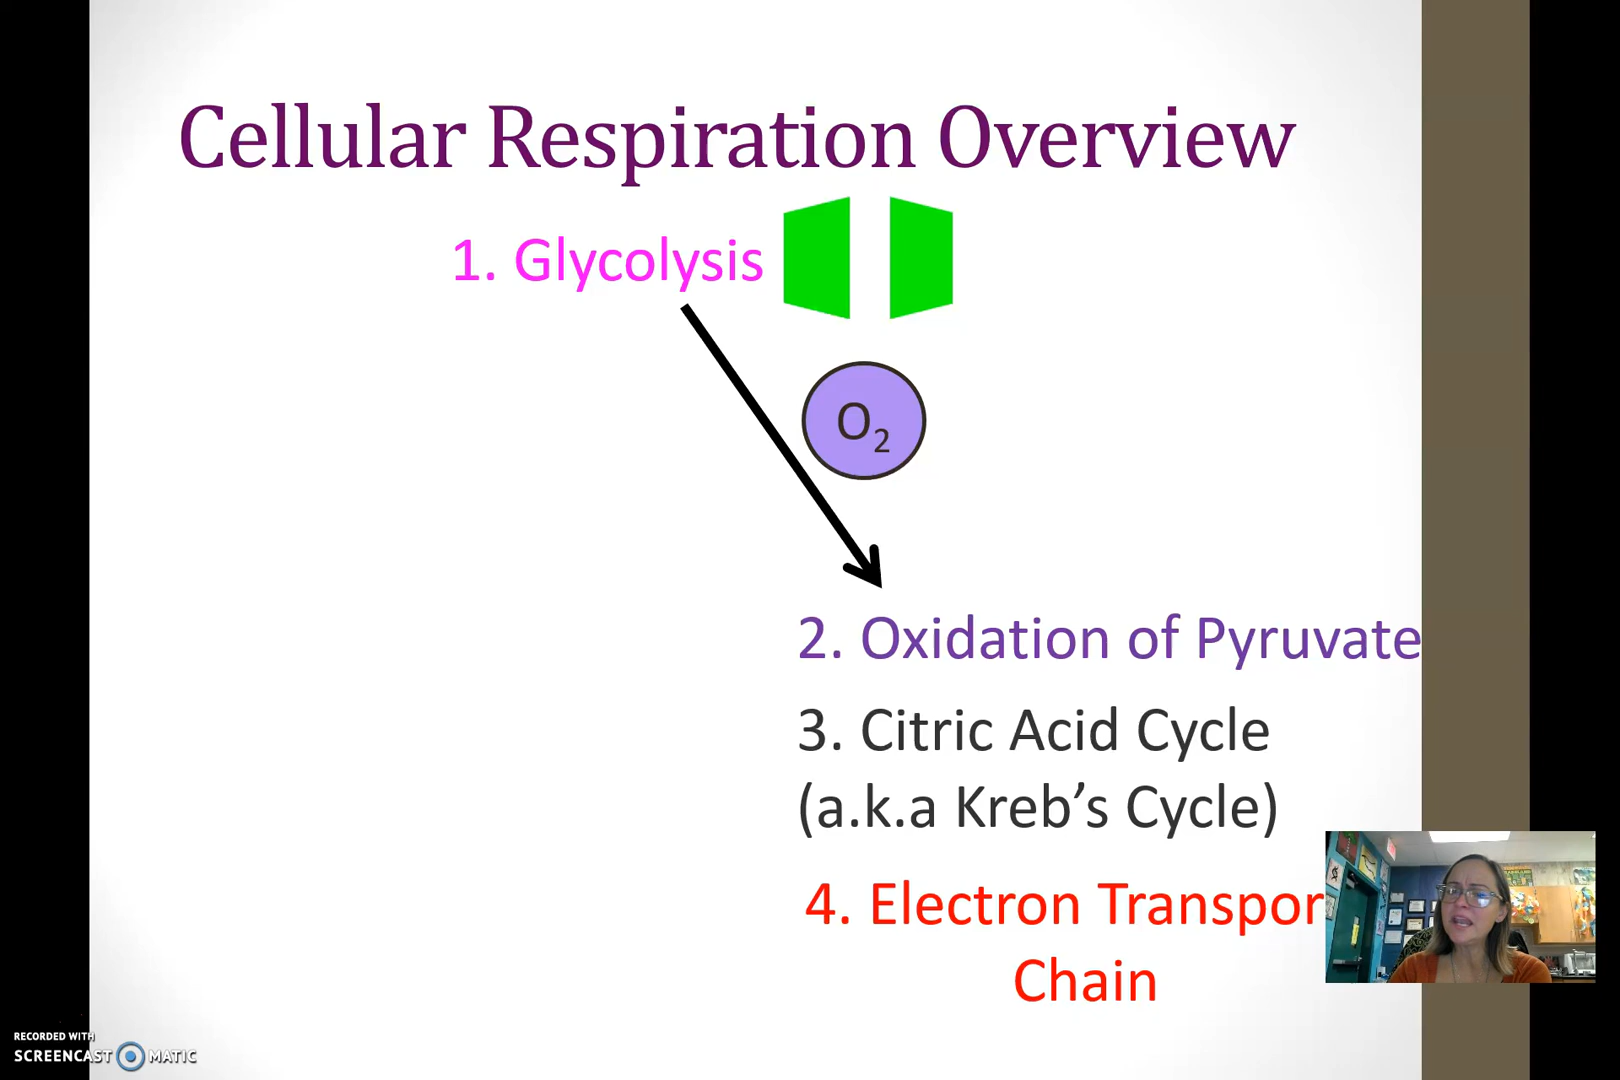 Cellular Respiration Overview
1. Glycolysis
O₂
2. Oxidation of Pyruvate
3. Citric Acid Cycle
(a.k.a Kreb’s Cycle)
4. Electron Transpor
Chain
RECORDED WITH
SCREENCAST MATIC